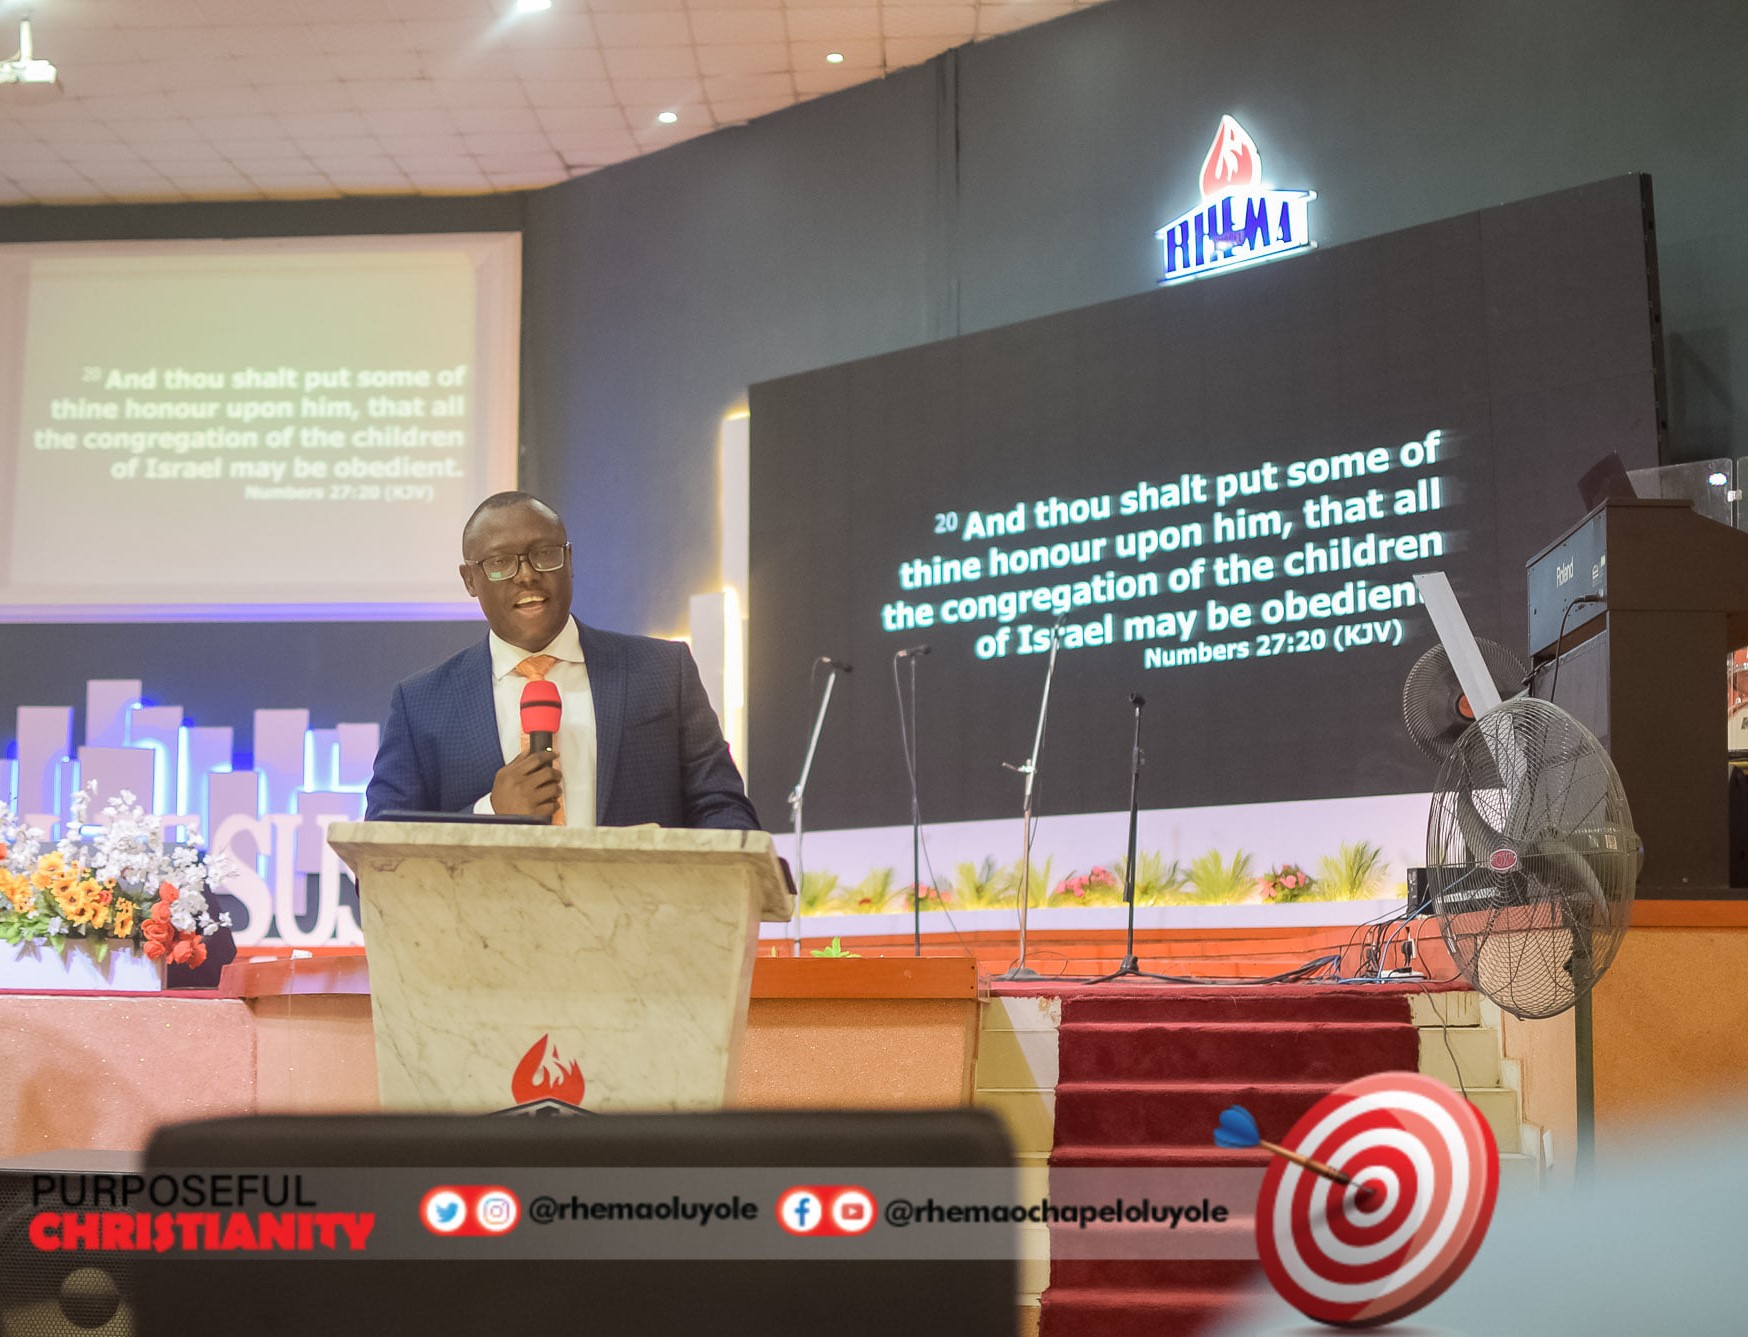 20 And thou shalt put some of
thine honour upon him, that all
the congregation of the children
of Israel may be obedient.
Numbers 27:20 (KJV)
RHEMA
20 And thou shalt put some of
thine honour upon him, that all
the congregation of the children
of Israel may be obedient
Numbers 27:20 (KJV)
Roland
SUS
PURPOSEFUL
CHRISTIANITY
@rhemaoluyole
@rhemaochapeloluyole